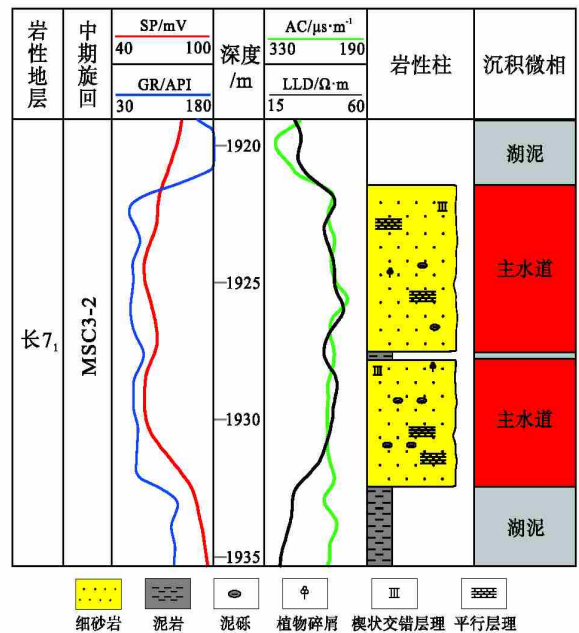 岩性地层
中期旋回
SP/mV
40 100
GR/API
30 180
深度
/m
AC/μs·m⁻¹
330 190
LLD/Ω·m
15 60
岩性柱
沉积微相
长7₁
MSC3-2
1920
1925
1930
1935
Ⅲ
Ⅲ
湖泥
主水道
主水道
湖泥
Ⅲ
细砂岩 泥岩 泥砾 植物碎屑 楔状交错层理 平行层理